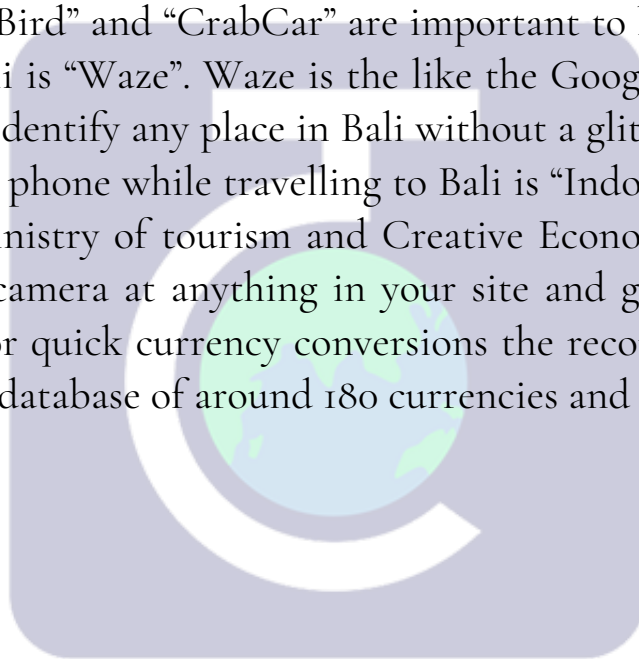 Bird” and “CrabCar” are important to
i is “Waze”. Waze is the like the Goog
dentify any place in Bali without a glit
phone while travelling to Bali is “Indo
nistry of tourism and Creative Econo
camera at anything in your site and g
r quick currency conversions the reco
database of around 180 currencies and